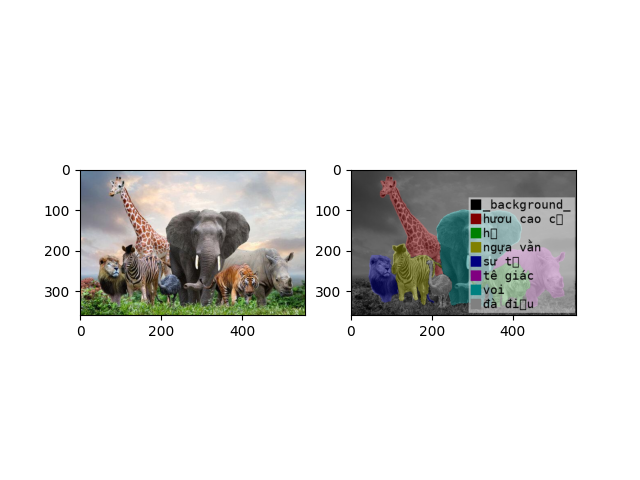 0
100
200
300
0 200 400
0
100
200
300
0 200 400
_background_
hươu cao c□
h□
ngựa vằn
sư t□
tê giác
voi
đà đi□u